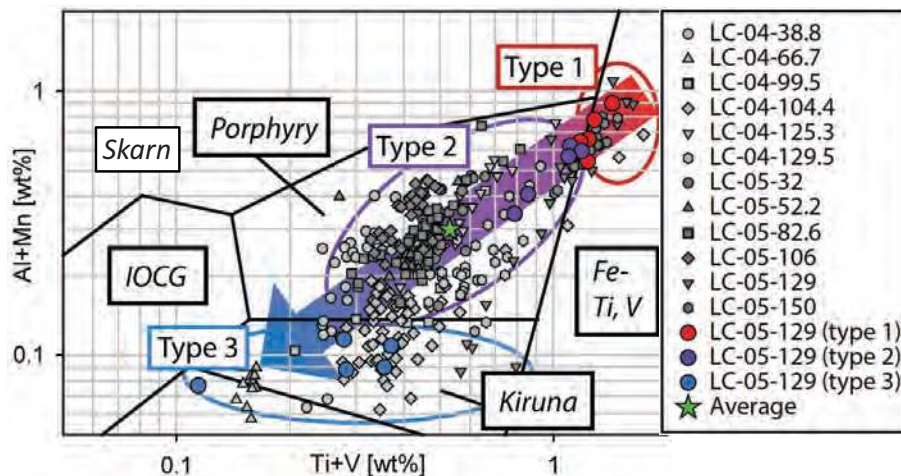 Al+Mn [wt%]
1
0.1
Type 1
Porphyry
Skarn
Type 2
IOCG
Fe-
Ti, V
Type 3
Kiruna
0.1
Ti+V [wt%]
1
LC-04-38.8
LC-04-66.7
LC-04-99.5
LC-04-104.4
LC-04-125.3
LC-04-129.5
LC-05-32
LC-05-52.2
LC-05-82.6
LC-05-106
LC-05-129
LC-05-150
LC-05-129 (type 1)
LC-05-129 (type 2)
LC-05-129 (type 3)
Average